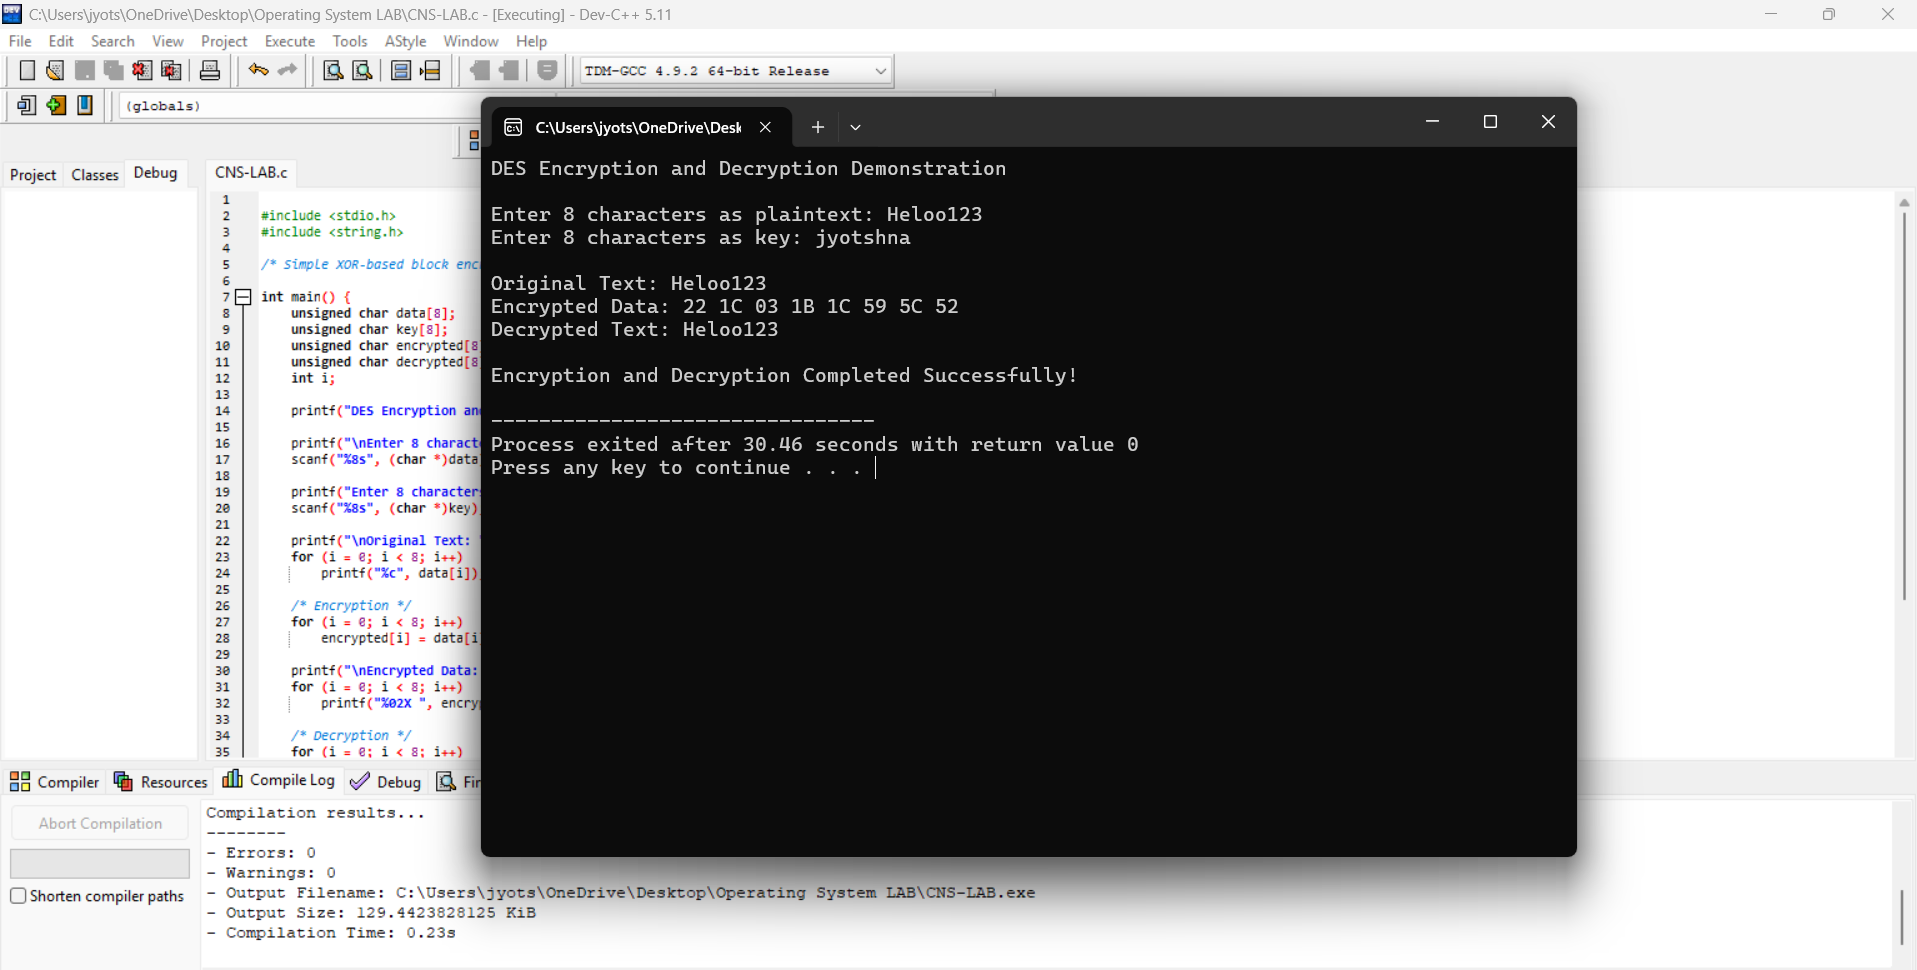 C:\Users\jyots\OneDrive\Desktop\Operating System LAB\CNS-LAB.c - [Executing] - Dev-C++ 5.11
File Edit Search View Project Execute Tools AStyle Window Help
TDM-GCC 4.9.2 64-bit Release
(globals)
Project Classes Debug
CNS-LAB.c
1
2 #include <stdio.h>
3 #include <string.h>
4
5 /* Simple XOR-based block enc
6
7 int main() {
8 unsigned char data[8];
9 unsigned char key[8];
10 unsigned char encrypted[8
11 unsigned char decrypted[8
12 int i;
13
14 printf("DES Encryption an
15
16 printf("\nEnter 8 charact
17 scanf("%8s", (char *)data
18
19 printf("Enter 8 character
20 scanf("%8s", (char *)key)
21
22 printf("\nOriginal Text: "
23 for (i = 0; i < 8; i++)
24 printf("%c", data[i])
25
26 /* Encryption */
27 for (i = 0; i < 8; i++)
28 encrypted[i] = data[i
29
30 printf("\nEncrypted Data:
31 for (i = 0; i < 8; i++)
32 printf("%02X ", encry
33
34 /* Decryption */
35 for (i = 0; i < 8; i++)
C:\Users\jyots\OneDrive\Desk
DES Encryption and Decryption Demonstration
Enter 8 characters as plaintext: Heloo123
Enter 8 characters as key: jyotshna
Original Text: Heloo123
Encrypted Data: 22 1C 03 1B 1C 59 5C 52
Decrypted Text: Heloo123
Encryption and Decryption Completed Successfully!
--------------------------------
Process exited after 30.46 seconds with return value 0
Press any key to continue . . .
Compiler Resources Compile Log Debug Fin
Abort Compilation
Shorten compiler paths
Compilation results...
--------
- Errors: 0
- Warnings: 0
- Output Filename: C:\Users\jyots\OneDrive\Desktop\Operating System LAB\CNS-LAB.exe
- Output Size: 129.4423828125 KiB
- Compilation Time: 0.23s